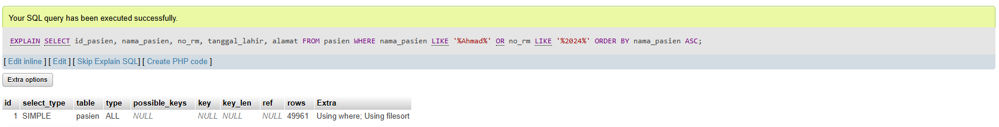 Your SQL query has been executed successfully.
EXPLAIN SELECT id_pasien, nama_pasien, no_rm, tanggal_lahir, alamat FROM pasien WHERE nama_pasien LIKE '%Ahmad%' OR no_rm LIKE '%2024%' ORDER BY nama_pasien ASC;
[ Edit inline ] [ Edit ] [ Skip Explain SQL] [ Create PHP code ]
Extra options
id select_type table type possible_keys key key_len ref rows Extra
1 SIMPLE pasien ALL NULL NULL NULL NULL 49961 Using where; Using filesort